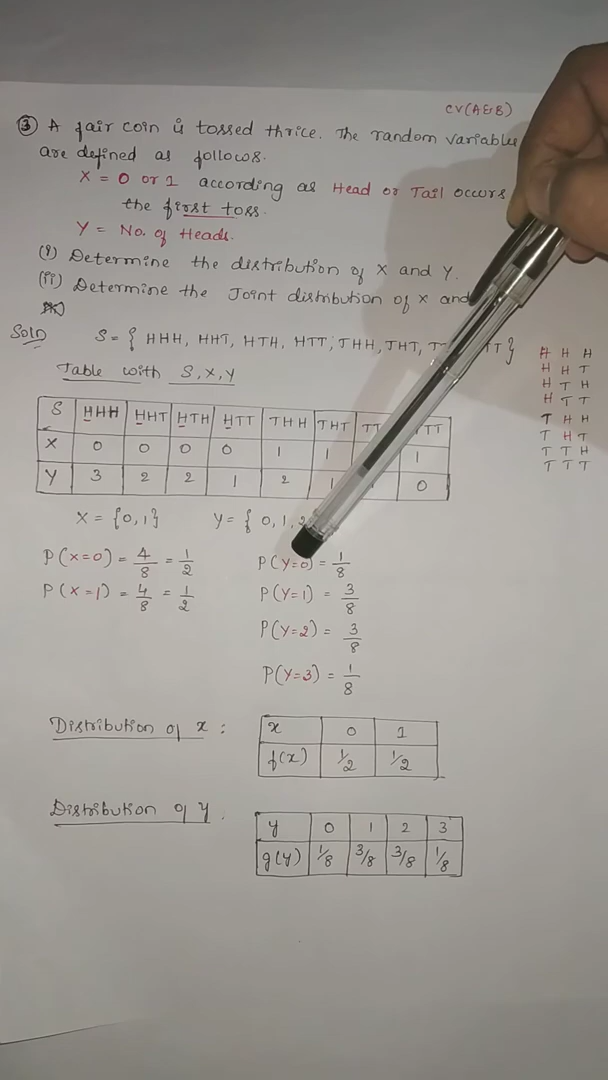 CV(A&B)
③ A fair coin is tossed thrice. The random variables
are defined as follows.
X = 0 or 1 according as Head or Tail occurs
the first toss.
Y = No. of Heads.
(i) Determine the distribution of X and Y.
(ii) Determine the Joint distribution of X and
Soln S = { HHH, HHT, HTH, HTT, THH, THT, TT }
H H H
H H T
H T H
H T T
T H H
T H T
T T H
T T T
Table with S, X, Y
S HHH HHT HTH HTT THH THT TT TT
X 0 0 0 0 1 1 1
Y 3 2 2 1 2 1 0
X = {0,1} Y = { 0, 1, 2
P(X=0) = 4/8 = 1/2 P(Y=0) = 1/8
P(X=1) = 4/8 = 1/2 P(Y=1) = 3/8
P(Y=2) = 3/8
P(Y=3) = 1/8
Distribution of X :
x 0 1
f(x) 1/2 1/2
Distribution of Y :
y 0 1 2 3
g(y) 1/8 3/8 3/8 1/8